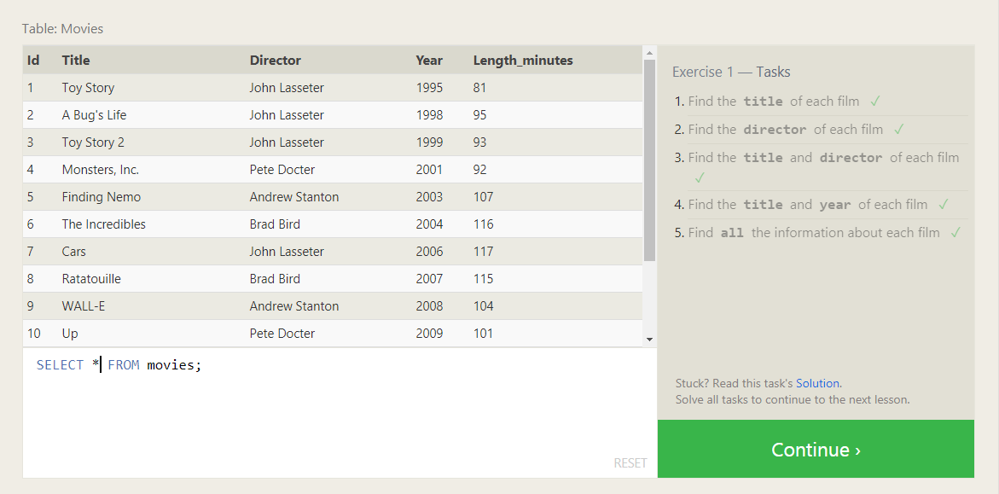 Table: Movies
Id Title Director Year Length_minutes
1 Toy Story John Lasseter 1995 81
2 A Bug's Life John Lasseter 1998 95
3 Toy Story 2 John Lasseter 1999 93
4 Monsters, Inc. Pete Docter 2001 92
5 Finding Nemo Andrew Stanton 2003 107
6 The Incredibles Brad Bird 2004 116
7 Cars John Lasseter 2006 117
8 Ratatouille Brad Bird 2007 115
9 WALL-E Andrew Stanton 2008 104
10 Up Pete Docter 2009 101
SELECT * FROM movies;
RESET
Exercise 1 — Tasks
1. Find the title of each film ✓
2. Find the director of each film ✓
3. Find the title and director of each film
✓
4. Find the title and year of each film ✓
5. Find all the information about each film ✓
Stuck? Read this task's Solution.
Solve all tasks to continue to the next lesson.
Continue ›